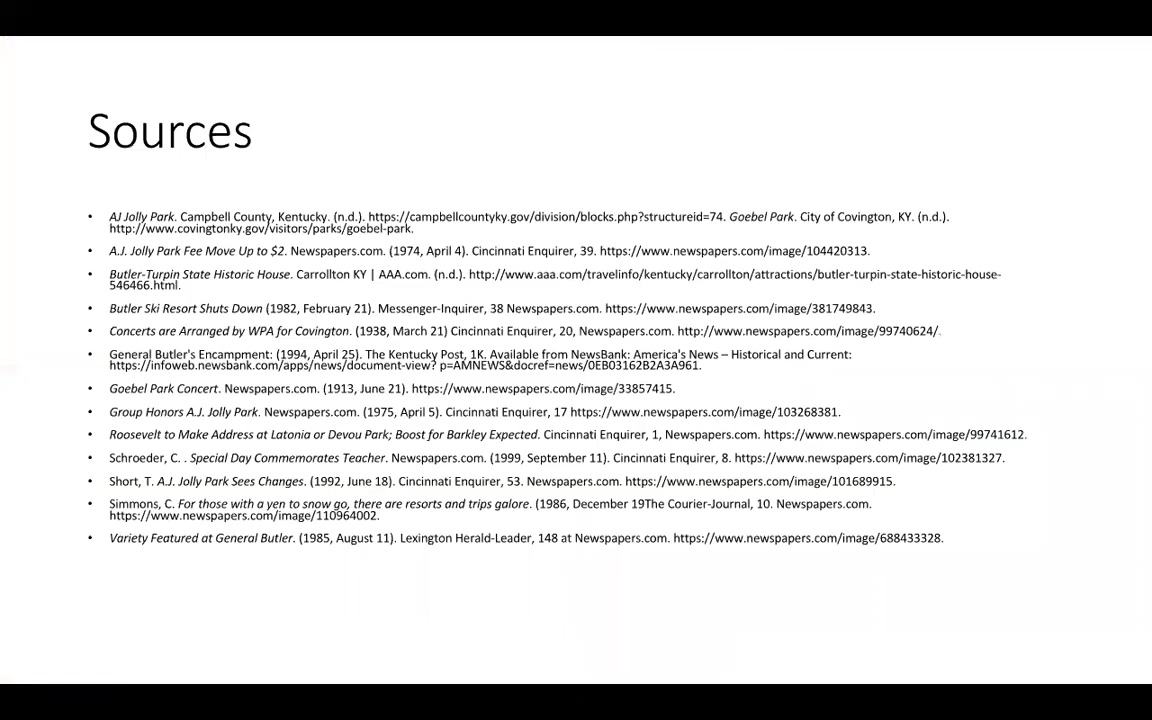 Sources
• AJ Jolly Park. Campbell County, Kentucky. (n.d.). https://campbellcountyky.gov/division/blocks.php?structureid=74. Goebel Park. City of Covington, KY. (n.d.).
http://www.covingtonky.gov/visitors/parks/goebel-park.
• A.J. Jolly Park Fee Move Up to $2. Newspapers.com. (1974, April 4). Cincinnati Enquirer, 39. https://www.newspapers.com/image/104420313.
• Butler-Turpin State Historic House. Carrollton KY | AAA.com. (n.d.). http://www.aaa.com/travelinfo/kentucky/carrollton/attractions/butler-turpin-state-historic-house-
546466.html.
• Butler Ski Resort Shuts Down (1982, February 21). Messenger-Inquirer, 38 Newspapers.com. https://www.newspapers.com/image/381749843.
• Concerts are Arranged by WPA for Covington. (1938, March 21) Cincinnati Enquirer, 20, Newspapers.com. http://www.newspapers.com/image/99740624/.
• General Butler's Encampment: (1994, April 25). The Kentucky Post, 1K. Available from NewsBank: America's News – Historical and Current:
https://infoweb.newsbank.com/apps/news/document-view? p=AMNEWS&docref=news/0EB03162B2A3A961.
• Goebel Park Concert. Newspapers.com. (1913, June 21). https://www.newspapers.com/image/33857415.
• Group Honors A.J. Jolly Park. Newspapers.com. (1975, April 5). Cincinnati Enquirer, 17 https://www.newspapers.com/image/103268381.
• Roosevelt to Make Address at Latonia or Devou Park; Boost for Barkley Expected. Cincinnati Enquirer, 1, Newspapers.com. https://www.newspapers.com/image/99741612.
• Schroeder, C. . Special Day Commemorates Teacher. Newspapers.com. (1999, September 11). Cincinnati Enquirer, 8. https://www.newspapers.com/image/102381327.
• Short, T. A.J. Jolly Park Sees Changes. (1992, June 18). Cincinnati Enquirer, 53. Newspapers.com. https://www.newspapers.com/image/101689915.
• Simmons, C. For those with a yen to snow go, there are resorts and trips galore. (1986, December 19The Courier-Journal, 10. Newspapers.com.
https://www.newspapers.com/image/110964002.
• Variety Featured at General Butler. (1985, August 11). Lexington Herald-Leader, 148 at Newspapers.com. https://www.newspapers.com/image/688433328.